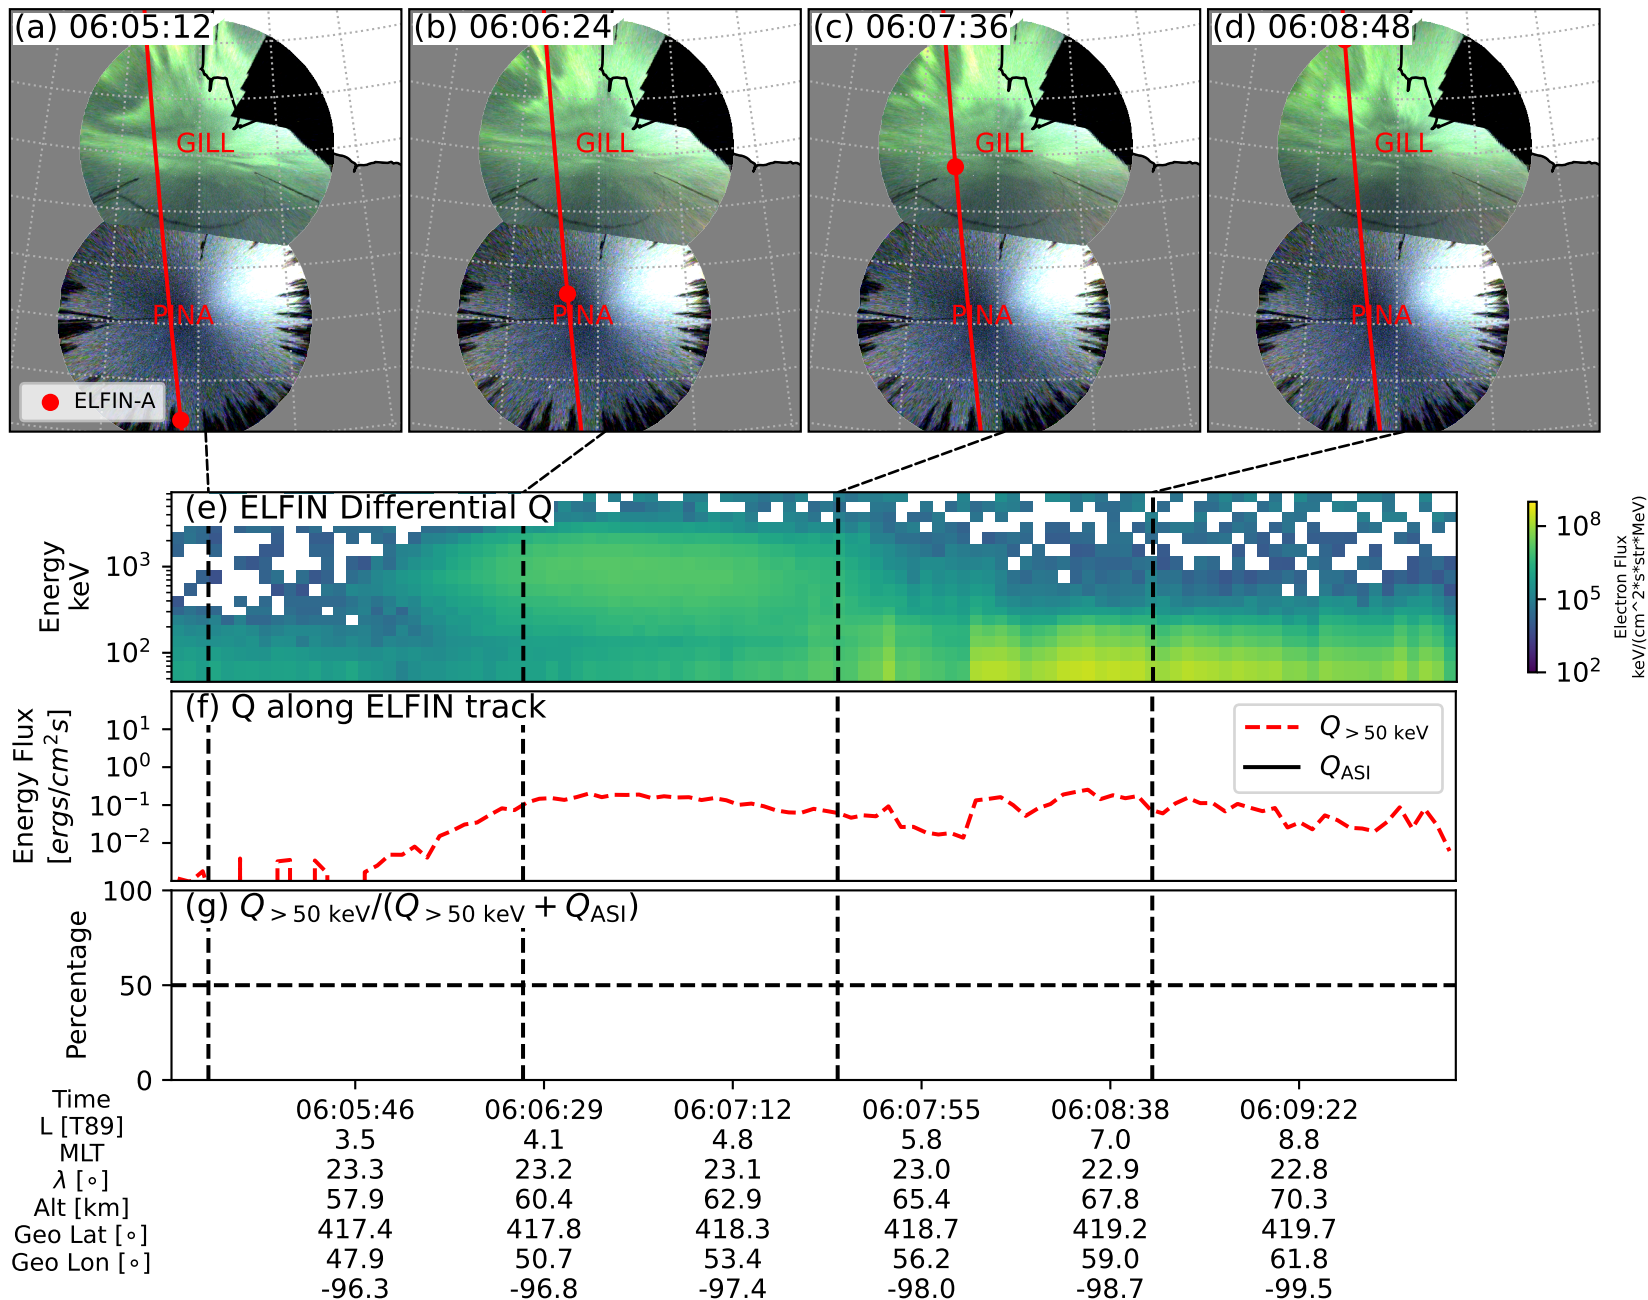 (a) 06:05:12
(b) 06:06:24
(c) 06:07:36
(d) 06:08:48
GILL
GILL
GILL
GILL
PINA
PINA
PINA
PINA
ELFIN-A
(e) ELFIN Differential Q
Energy
keV
10³
10²
10⁸
10⁵
10²
Electron Flux
keV/(cm^2*s*str*MeV)
(f) Q along ELFIN track
Energy Flux
[ergs/cm²s]
10¹
10⁰
10⁻¹
10⁻²
Q > 50 keV
Q ASI
(g) Q > 50 keV/(Q > 50 keV + Q ASI)
Percentage
100
50
0
Time
L [T89]
MLT
λ [∘]
Alt [km]
Geo Lat [∘]
Geo Lon [∘]
06:05:46 06:06:29 06:07:12 06:07:55 06:08:38 06:09:22
3.5 4.1 4.8 5.8 7.0 8.8
23.3 23.2 23.1 23.0 22.9 22.8
57.9 60.4 62.9 65.4 67.8 70.3
417.4 417.8 418.3 418.7 419.2 419.7
47.9 50.7 53.4 56.2 59.0 61.8
-96.3 -96.8 -97.4 -98.0 -98.7 -99.5